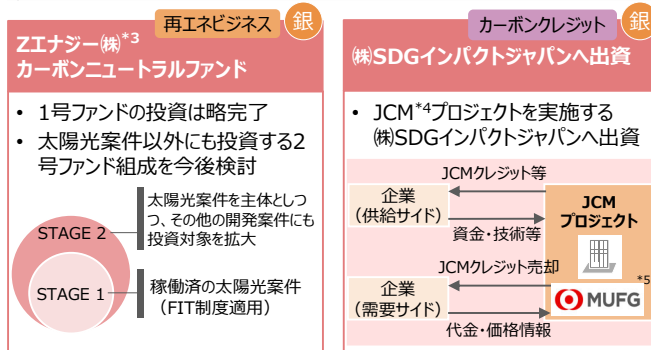 再エネビジネス
銀
Zエナジー㈱*3
カーボンニュートラルファンド
• 1号ファンドの投資は略完了
• 太陽光案件以外にも投資する2
号ファンド組成を今後検討
太陽光案件を主体としつ
つ、その他の開発案件にも
投資対象を拡大
STAGE 2
STAGE 1
稼働済の太陽光案件
（FIT制度適用）
カーボンクレジット
銀
㈱SDGインパクトジャパンへ出資
• JCM*4プロジェクトを実施する
㈱SDGインパクトジャパンへ出資
JCMクレジット等
企業
（供給サイド）
資金・技術等
JCM
プロジェクト
JCMクレジット売却
企業
（需要サイド）
代金・価格情報
*5
MUFG